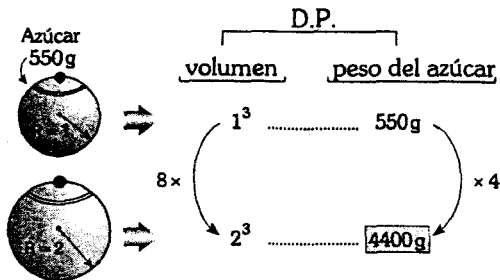 D.P.
Azúcar
550g
volumen peso del azúcar
1³ .................... 550g
8× ×4
R = 2
2³ .................... 4400g